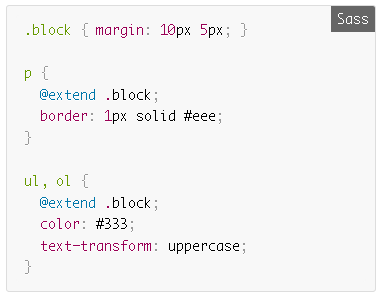 Sass
.block { margin: 10px 5px; }

p {
  @extend .block;
  border: 1px solid #eee;
}

ul, ol {
  @extend .block;
  color: #333;
  text-transform: uppercase;
}